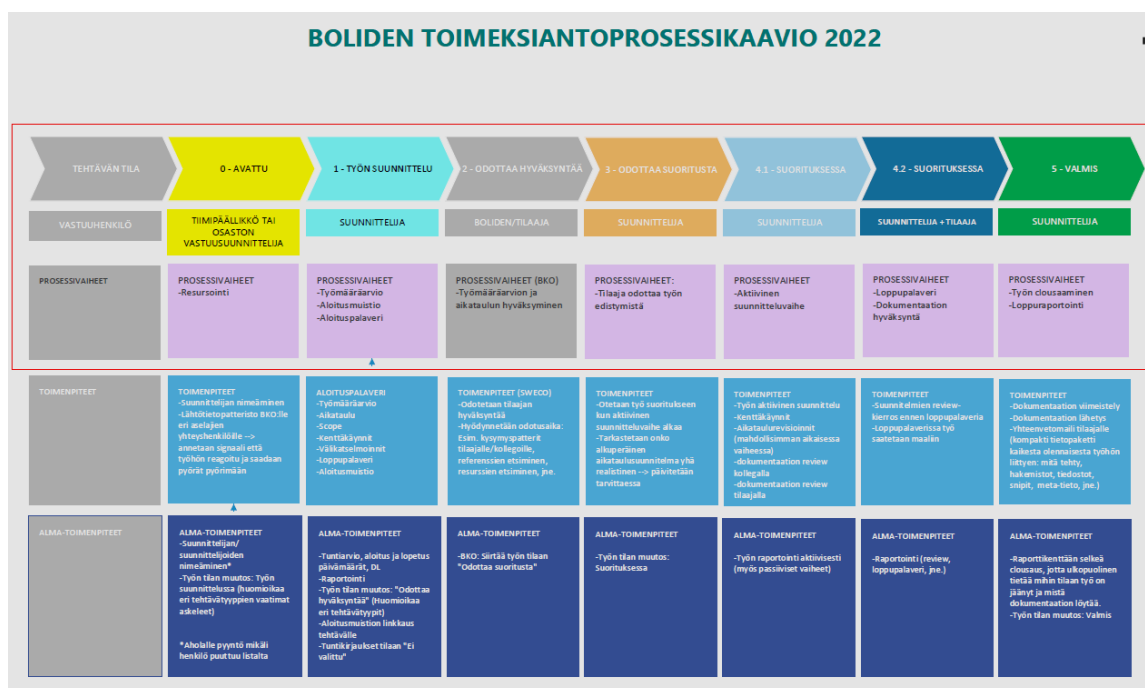 BOLIDEN TOIMEKSIANTOPROSESSIKAAVIO 2022
TEHTÄVÄN TILA
0 - AVATTU
1 - TYÖN SUUNNITTELU
2 - ODOTTAA HYVÄKSYNTÄÄ
3 - ODOTTAA SUORITUSTA
4.1 - SUORITUKSESSA
4.2 - SUORITUKSESSA
5 - VALMIS
VASTUUHENKILÖ
TIIMIPÄÄLLIKKÖ TAI
OSASTON
VASTUUSUUNNITTELIJA
SUUNNITTELIJA
BOLIDEN/TILAAJA
SUUNNITTELIJA
SUUNNITTELIJA
SUUNNITTELIJA + TILAAJA
SUUNNITTELIJA
PROSESSIVAIHEET
PROSESSIVAIHEET
-Resursointi
PROSESSIVAIHEET
-Työmääräarvio
-Aloitusmuistio
-Aloituspalaveri
PROSESSIVAIHEET (BKO)
-Työmääräarvion ja
aikataulun hyväksyminen
PROSESSIVAIHEET:
-Tilaaja odottaa työn
edistymistä
PROSESSIVAIHEET
-Aktiivinen
suunnitteluvaihe
PROSESSIVAIHEET
-Loppupalaveri
-Dokumentaation
hyväksyntä
PROSESSIVAIHEET
-Työn clousaaminen
-Loppuraportointi
TOIMENPITEET
TOIMENPITEET
-Suunnittelijan nimeäminen
-Lähtötietopatteristo BKO:lle
eri aselajien
yhteyshenkilöille -->
annetaan signaali että
työhön reagoitu ja saadaan
pyörät pyörimään
ALOITUSPALAVERI
-Työmääräarvio
-Aikataulu
-Scope
-Kenttäkäynnit
-Välikatselmoinnit
-Loppupalaveri
-Aloitusmuistio
TOIMENPITEET (SWECO)
-Odotetaan tilaajan
hyväksyntää
-Hyödynnetään odotusaika:
Esim. kysymyspatterit
tilaajalle/kollegoille,
referenssien etsiminen,
resurssien etsiminen, jne.
TOIMENPITEET
-Otetaan työ suoritukseen
kun aktiivinen
suunnitteluvaihe alkaa
-Tarkastetaan onko
alkuperäinen
aikataulusuunnitelma yhä
realistinen --> päivitetään
tarvittaessa
TOIMENPITEET
-Työn aktiivinen suunnittelu
-Kenttäkäynnit
-Aikataulurevisioinnit
(mahdollisimman aikaisessa
vaiheessa)
-dokumentaation review
kollegalla
-dokumentaation review
tilaajalla
TOIMENPITEET
-Suunnitelmien review-
kierros ennen loppupalaveria
-Loppupalaverissa työ
saatetaan maaliin
TOIMENPITEET
-Dokumentaation viimeistely
-Dokumentaation lähetys
-Yhteenvetomaili tilaajalle
(kompakti tietopaketti
kaikesta olennaisesta työhön
liittyen: mitä tehty,
hakemistot, tiedostot,
snipit, meta-tieto, jne.)
ALMA-TOIMENPITEET
ALMA-TOIMENPITEET
-Suunnittelijan/
suunnittelijoiden
nimeäminen*
-Työn tilan muutos: Työn
suunnittelussa (huomioikaa
eri tehtävätyyppien vaatimat
askeleet)
*Aholalle pyyntö mikäli
henkilö puuttuu listalta
ALMA-TOIMENPITEET
-Tuntiarvio, aloitus ja lopetus
päivämäärät, DL
-Raportointi
-Työn tilan muutos: "Odottaa
hyväksyntää" (Huomioikaa
eri tehtävätyypit)
-Aloitusmuistion linkkaus
tehtävälle
-Tuntikirjaukset tilaan "Ei
valittu"
ALMA-TOIMENPITEET
-BKO: Siirtää työn tilaan
"Odottaa suoritusta"
ALMA-TOIMENPITEET
-Työn tilan muutos:
Suorituksessa
ALMA-TOIMENPITEET
-Työn raportointi aktiivisesti
(myös passiiviset vaiheet)
ALMA-TOIMENPITEET
-Raportointi (review,
loppupalaveri, jne.)
ALMA-TOIMENPITEET
-Raporttikenttään selkeä
clousaus, jotta ulkopuolinen
tietää mihin tilaan työ on
jäänyt ja mistä
dokumentaation löytää.
-Työn tilan muutos: Valmis